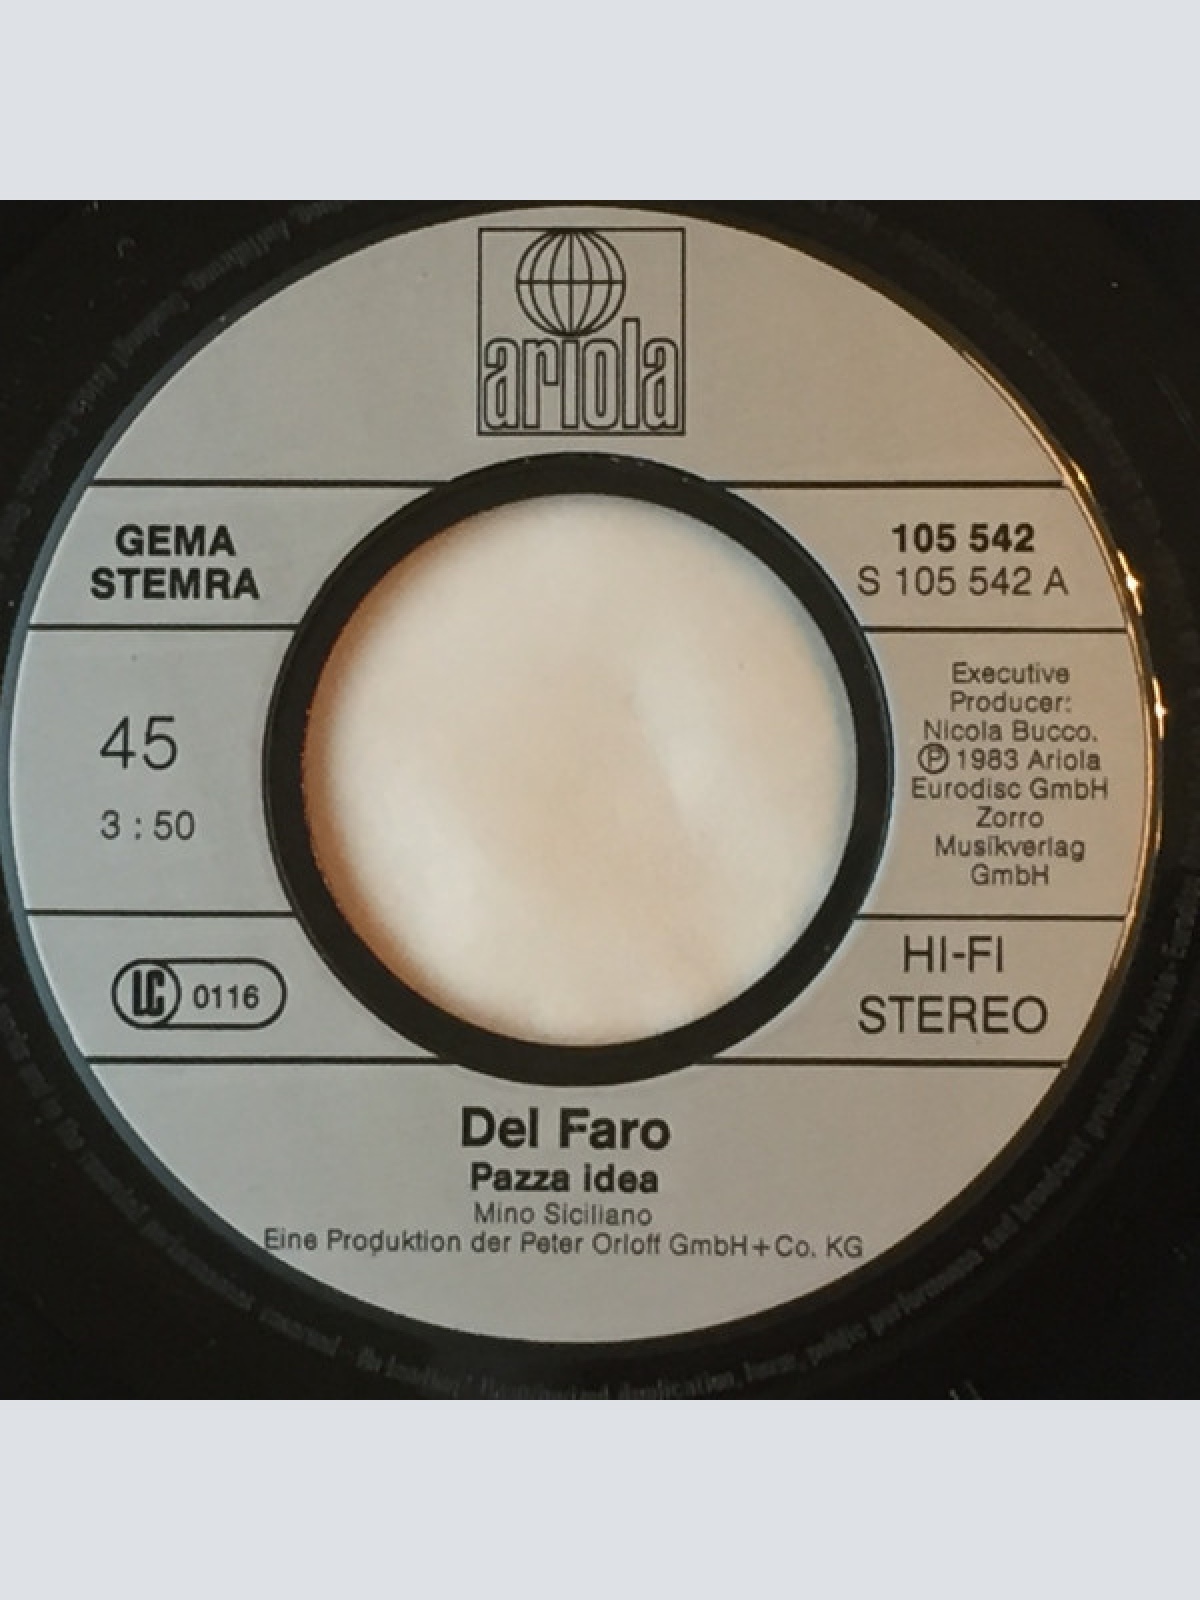 ariola
GEMA
STEMRA
105 542
S 105 542 A
45
3 : 50
Executive
Producer:
Nicola Bucco.
Ⓟ 1983 Ariola
Eurodisc GmbH
Zorro
Musikverlag
GmbH
LC 0116
HI-FI
STEREO
Del Faro
Pazza idea
Mino Siciliano
Eine Produktion der Peter Orloff GmbH + Co. KG